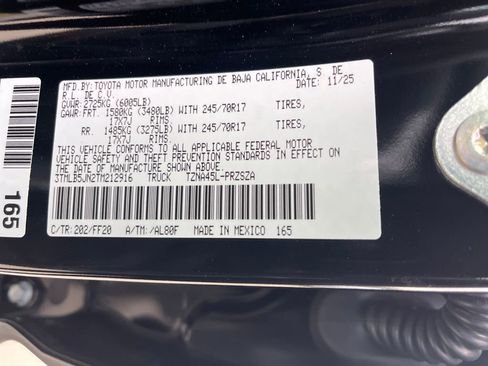 MFD.BY: TOYOTA MOTOR MANUFACTURING DE BAJA CALIFORNIA, S. DE
R.L. DE C.V. DATE: 11/25
GVWR: 2725KG (6005LB)
GAWR: FRT. 1580KG (3480LB) WITH 245/70R17 TIRES,
17X7J RIMS.
RR. 1485KG (3275LB) WITH 245/70R17 TIRES,
17X7J RIMS.
THIS VEHICLE CONFORMS TO ALL APPLICABLE FEDERAL MOTOR
VEHICLE SAFETY AND THEFT PREVENTION STANDARDS IN EFFECT ON
THE DATE OF MANUFACTURE SHOWN ABOVE.
3TMLB5JN2TM212916 TRUCK TZNA45L-PRZSZA
C/TR: 202/FF20 A/TM: /AL80F MADE IN MEXICO 165
165